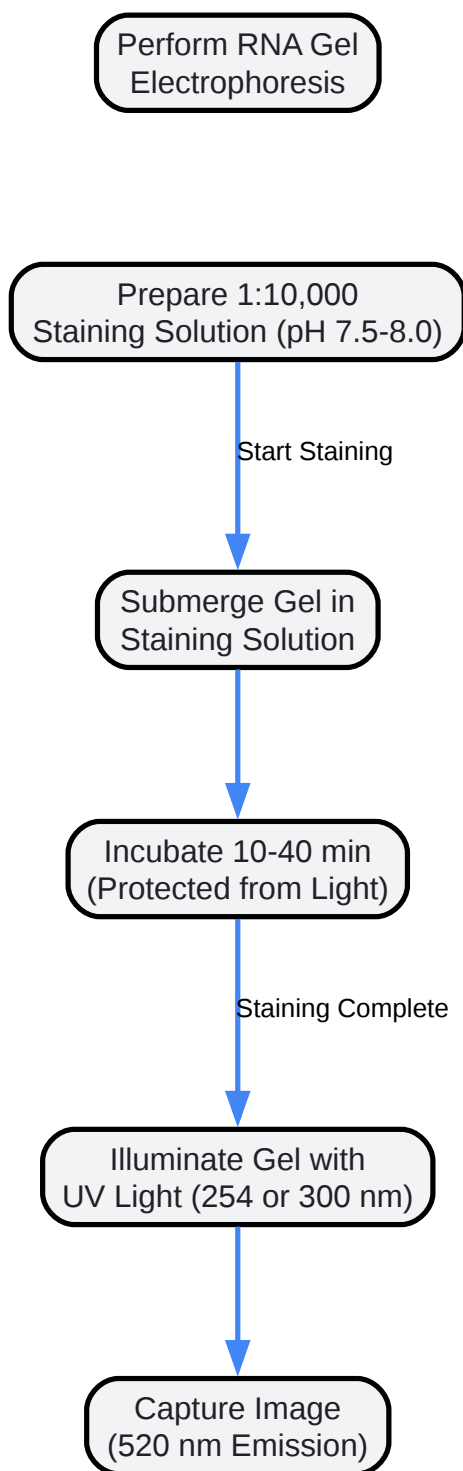 Perform RNA Gel
Electrophoresis
Prepare 1:10,000
Staining Solution (pH 7.5-8.0)
Start Staining
Submerge Gel in
Staining Solution
Incubate 10-40 min
(Protected from Light)
Staining Complete
Illuminate Gel with
UV Light (254 or 300 nm)
Capture Image
(520 nm Emission)